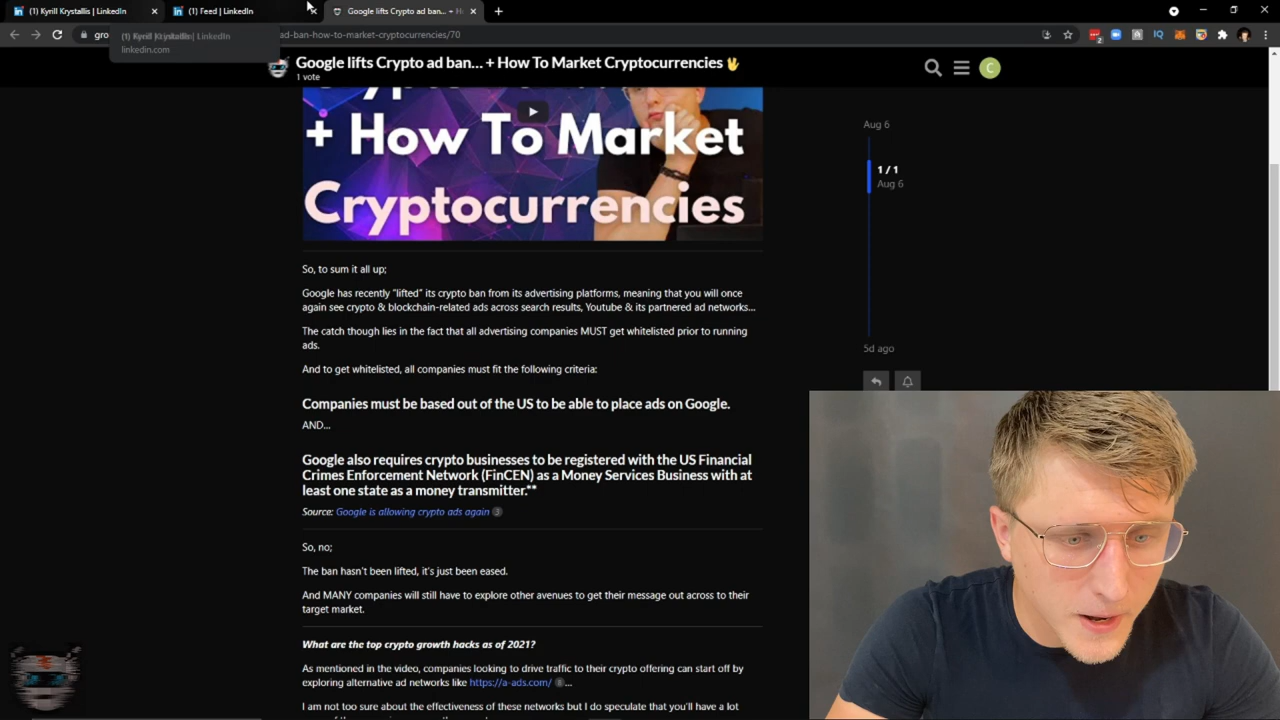 (1) Kyrill Krystallis | LinkedIn
(1) Feed | LinkedIn
Google lifts Crypto ad ban... + H
gro
ad-ban-how-to-market-cryptocurrencies/70
(1) Kyrill Krystallis | LinkedIn
linkedin.com
Google lifts Crypto ad ban... + How To Market Cryptocurrencies 🖖
1 vote
C
+ How To Market
Cryptocurrencies
Aug 6
1 / 1
Aug 6
5d ago
So, to sum it all up;
Google has recently "lifted" its crypto ban from its advertising platforms, meaning that you will once
again see crypto & blockchain-related ads across search results, Youtube & its partnered ad networks...
The catch though lies in the fact that all advertising companies MUST get whitelisted prior to running
ads.
And to get whitelisted, all companies must fit the following criteria:
Companies must be based out of the US to be able to place ads on Google.
AND...
Google also requires crypto businesses to be registered with the US Financial
Crimes Enforcement Network (FinCEN) as a Money Services Business with at
least one state as a money transmitter.**
Source: Google is allowing crypto ads again 3
So, no;
The ban hasn't been lifted, it's just been eased.
And MANY companies will still have to explore other avenues to get their message out across to their
target market.
What are the top crypto growth hacks as of 2021?
As mentioned in the video, companies looking to drive traffic to their crypto offering can start off by
exploring alternative ad networks like https://a-ads.com/ ...
I am not too sure about the effectiveness of these networks but I do speculate that you'll have a lot